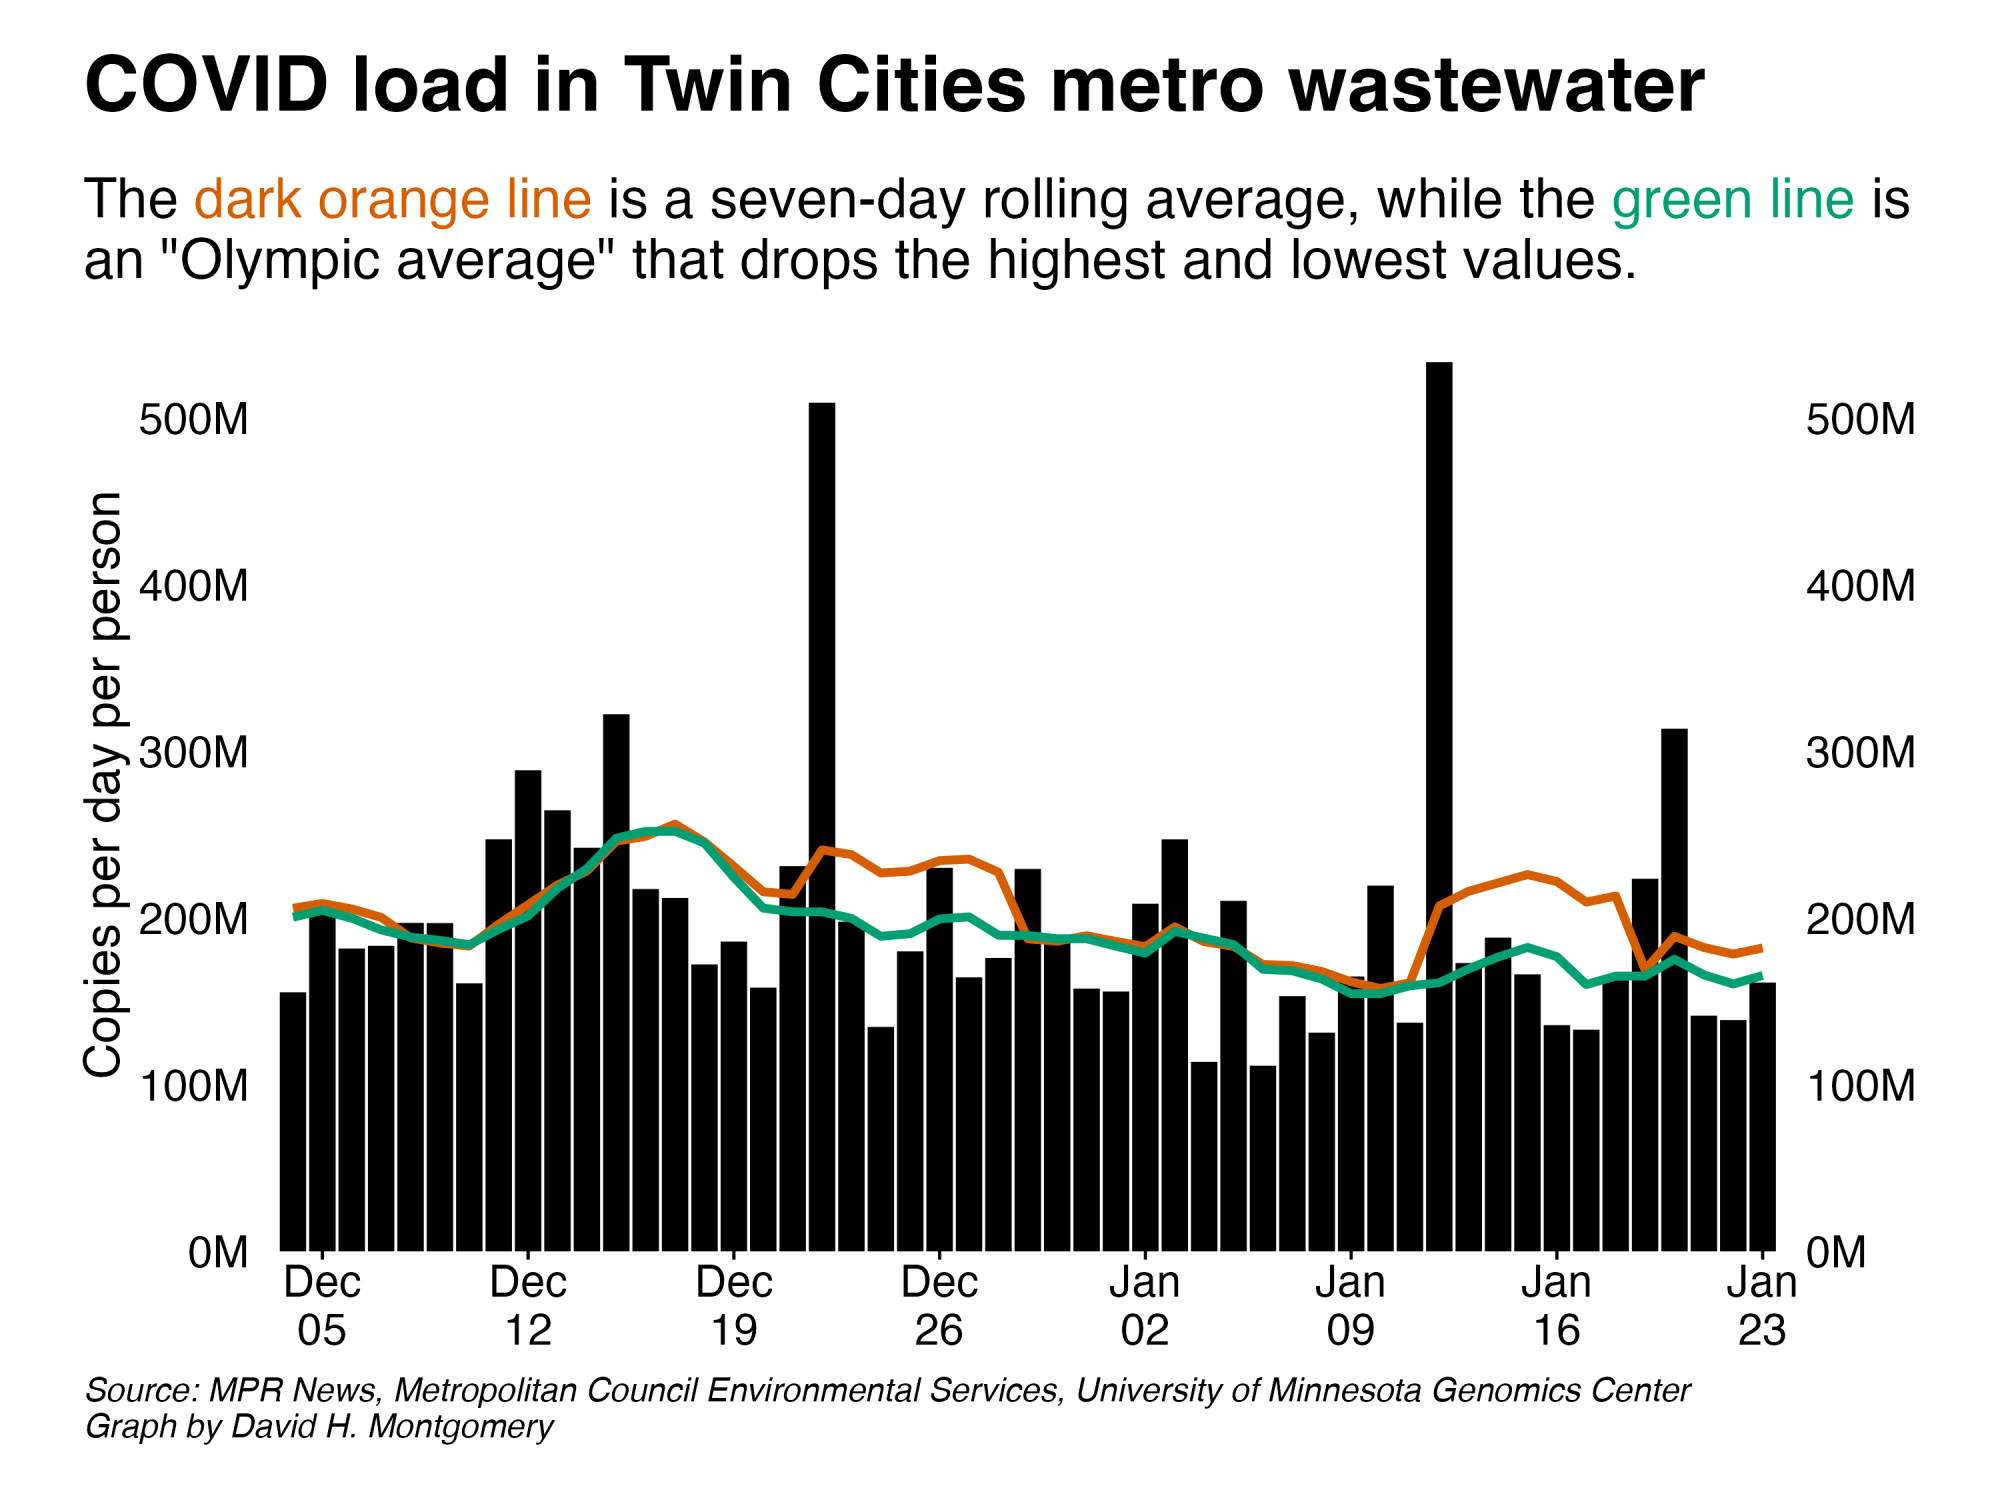 COVID load in Twin Cities metro wastewater
The dark orange line is a seven-day rolling average, while the green line is
an "Olympic average" that drops the highest and lowest values.
Copies per day per person
500M
400M
300M
200M
100M
0M
500M
400M
300M
200M
100M
0M
Dec 05
Dec 12
Dec 19
Dec 26
Jan 02
Jan 09
Jan 16
Jan 23
Source: MPR News, Metropolitan Council Environmental Services, University of Minnesota Genomics Center
Graph by David H. Montgomery